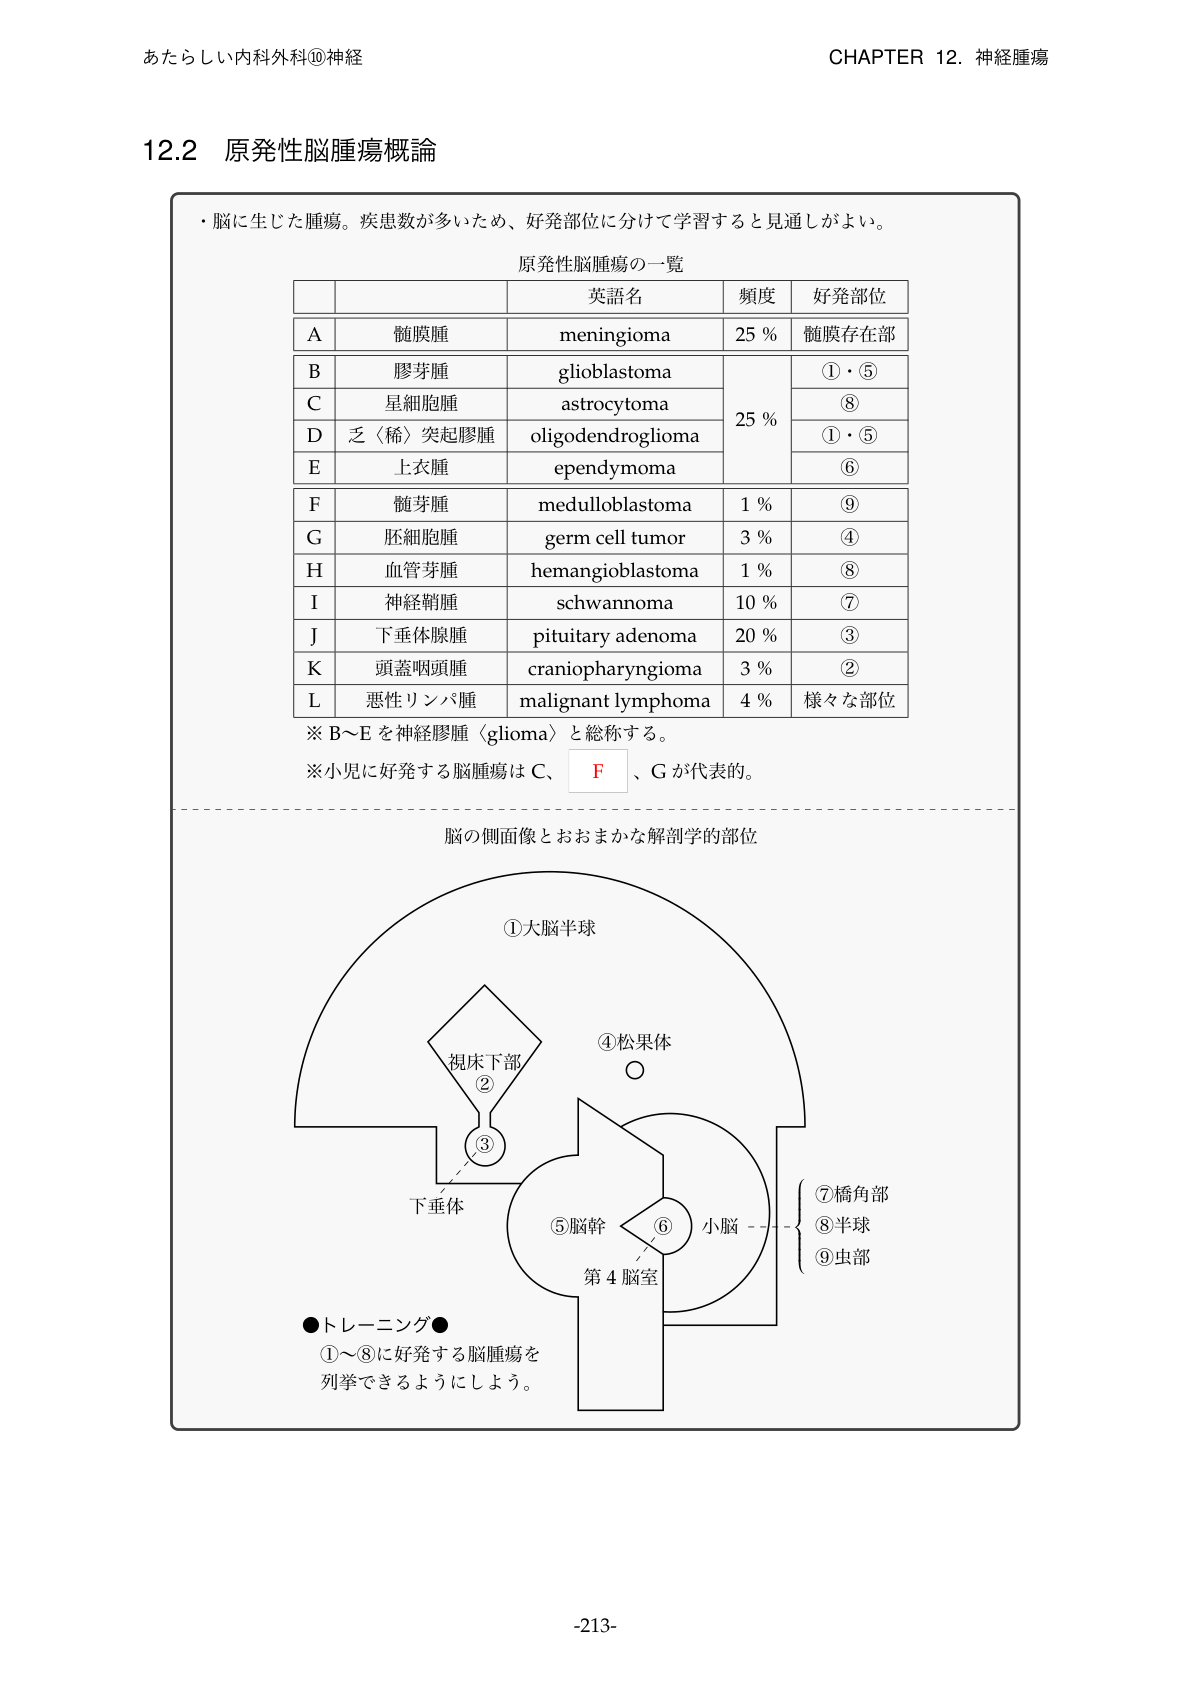 あたらしい内科外科⑩神経 CHAPTER 12. 神経腫瘍
12.2 原発性脳腫瘍概論
・脳に生じた腫瘍。疾患数が多いため、好発部位に分けて学習すると見通しがよい。
原発性脳腫瘍の一覧
英語名 頻度 好発部位
A 髄膜腫 meningioma 25 % 髄膜存在部
B 膠芽腫 glioblastoma ①・⑤
C 星細胞腫 astrocytoma ⑧
25 %
D 乏〈稀〉突起膠腫 oligodendroglioma ①・⑤
E 上衣腫 ependymoma ⑥
F 髄芽腫 medulloblastoma 1 % ⑨
G 胚細胞腫 germ cell tumor 3 % ④
H 血管芽腫 hemangioblastoma 1 % ⑧
I 神経鞘腫 schwannoma 10 % ⑦
J 下垂体腺腫 pituitary adenoma 20 % ③
K 頭蓋咽頭腫 craniopharyngioma 3 % ②
L 悪性リンパ腫 malignant lymphoma 4 % 様々な部位
※ B～E を神経膠腫〈glioma〉と総称する。
※小児に好発する脳腫瘍は C、 F 、G が代表的。
脳の側面像とおおまかな解剖学的部位
①大脳半球
④松果体
視床下部
②
③
下垂体
⑤脳幹 ⑥ 小脳
第 4 脳室
⑦橋角部
⑧半球
⑨虫部
●トレーニング●
①～⑧に好発する脳腫瘍を
列挙できるようにしよう。
-213-